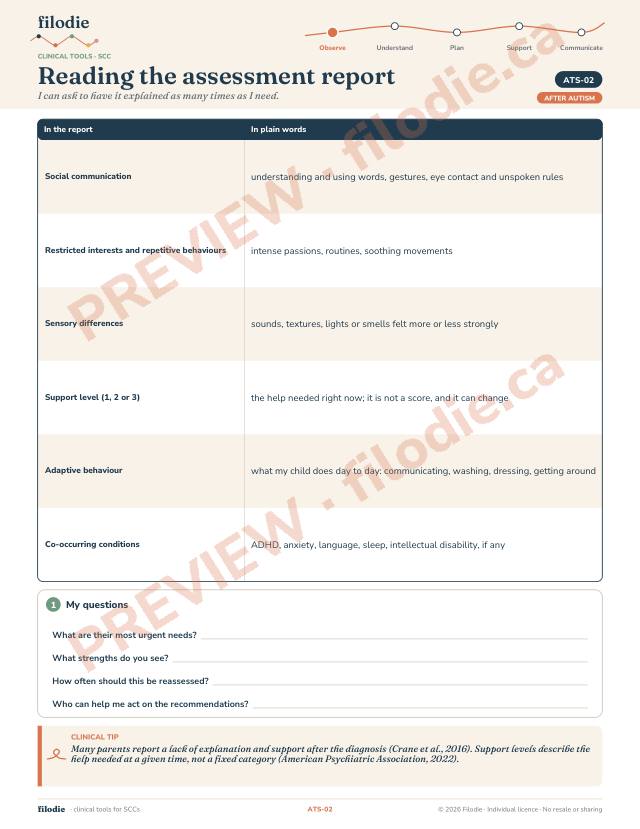 filodie
CLINICAL TOOLS · SCC
Observe Understand Plan Support Communicate
Reading the assessment report
I can ask to have it explained as many times as I need.
ATS-02
AFTER AUTISM
In the report In plain words
Social communication understanding and using words, gestures, eye contact and unspoken rules
Restricted interests and repetitive behaviours intense passions, routines, soothing movements
Sensory differences sounds, textures, lights or smells felt more or less strongly
Support level (1, 2 or 3) the help needed right now; it is not a score, and it can change
Adaptive behaviour what my child does day to day: communicating, washing, dressing, getting around
Co-occurring conditions ADHD, anxiety, language, sleep, intellectual disability, if any
PREVIEW · filodie.ca
PREVIEW · filodie.ca
1 My questions
What are their most urgent needs?
What strengths do you see?
How often should this be reassessed?
Who can help me act on the recommendations?
CLINICAL TIP
Many parents report a lack of explanation and support after the diagnosis (Crane et al., 2016). Support levels describe the
help needed at a given time, not a fixed category (American Psychiatric Association, 2022).
filodie · clinical tools for SCCs ATS-02 © 2026 Filodie · Individual licence · No resale or sharing